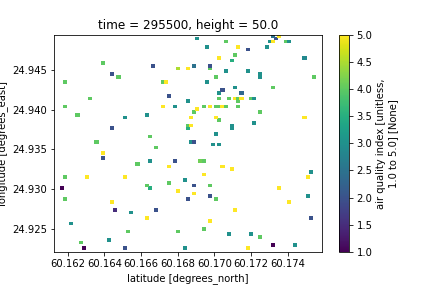 time = 295500, height = 50.0
24.945
24.940
24.935
24.930
24.925
longitude [degrees_east]
60.162 60.164 60.166 60.168 60.170 60.172 60.174
latitude [degrees_north]
5.0
4.5
4.0
3.5
3.0
2.5
2.0
1.5
1.0
air quality index [unitless,
1.0 to 5.0] [None]